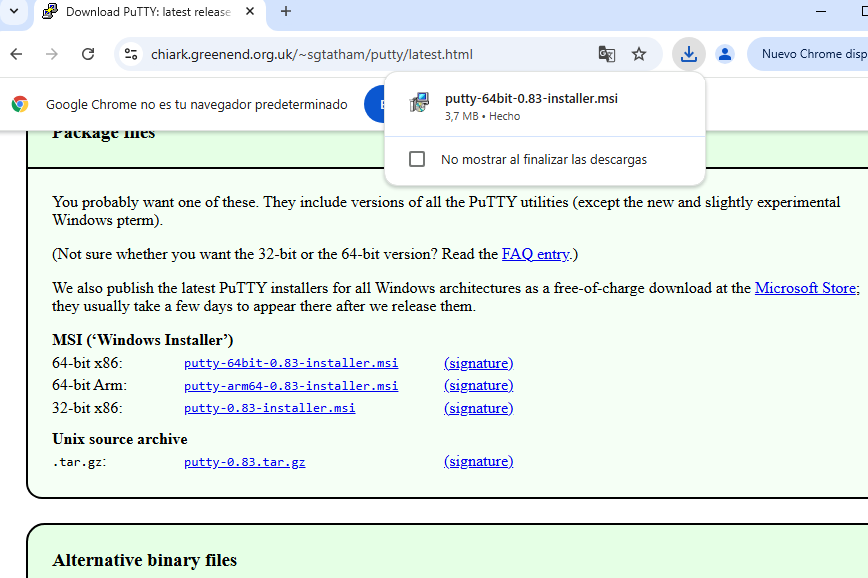 Download PuTTY: latest release
chiark.greenend.org.uk/~sgtatham/putty/latest.html
Nuevo Chrome disp
Google Chrome no es tu navegador predeterminado
putty-64bit-0.83-installer.msi
3,7 MB • Hecho
No mostrar al finalizar las descargas
Package files
You probably want one of these. They include versions of all the PuTTY utilities (except the new and slightly experimental
Windows pterm).
(Not sure whether you want the 32-bit or the 64-bit version? Read the FAQ entry.)
We also publish the latest PuTTY installers for all Windows architectures as a free-of-charge download at the Microsoft Store;
they usually take a few days to appear there after we release them.
MSI (‘Windows Installer’)
64-bit x86: putty-64bit-0.83-installer.msi (signature)
64-bit Arm: putty-arm64-0.83-installer.msi (signature)
32-bit x86: putty-0.83-installer.msi (signature)
Unix source archive
.tar.gz: putty-0.83.tar.gz (signature)
Alternative binary files